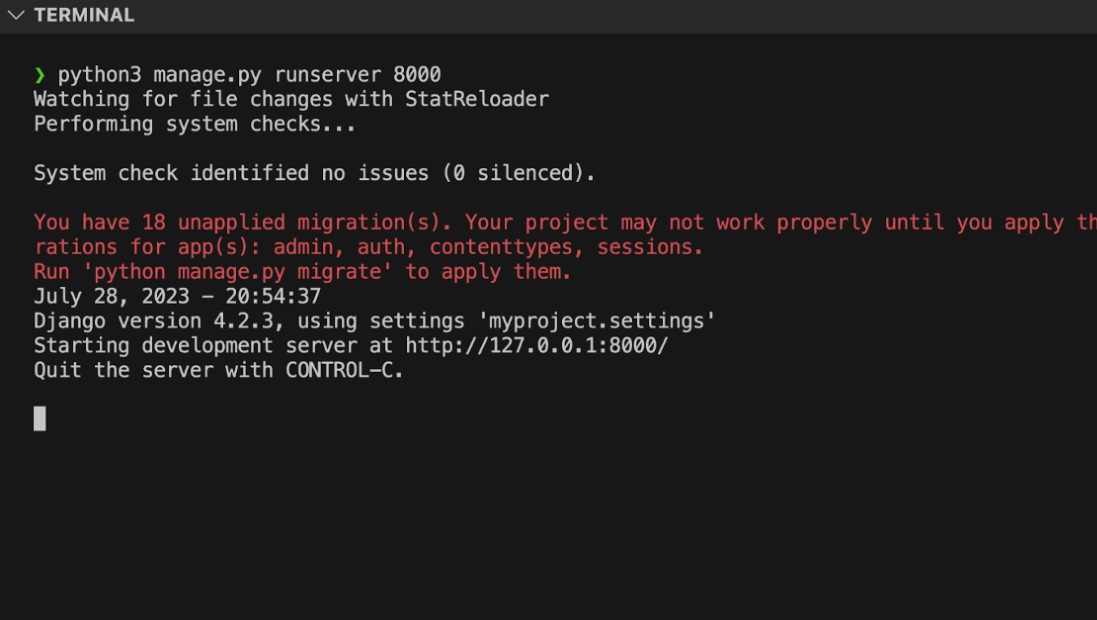 TERMINAL
❯ python3 manage.py runserver 8000
Watching for file changes with StatReloader
Performing system checks...
System check identified no issues (0 silenced).
You have 18 unapplied migration(s). Your project may not work properly until you apply th
rations for app(s): admin, auth, contenttypes, sessions.
Run 'python manage.py migrate' to apply them.
July 28, 2023 - 20:54:37
Django version 4.2.3, using settings 'myproject.settings'
Starting development server at http://127.0.0.1:8000/
Quit the server with CONTROL-C.